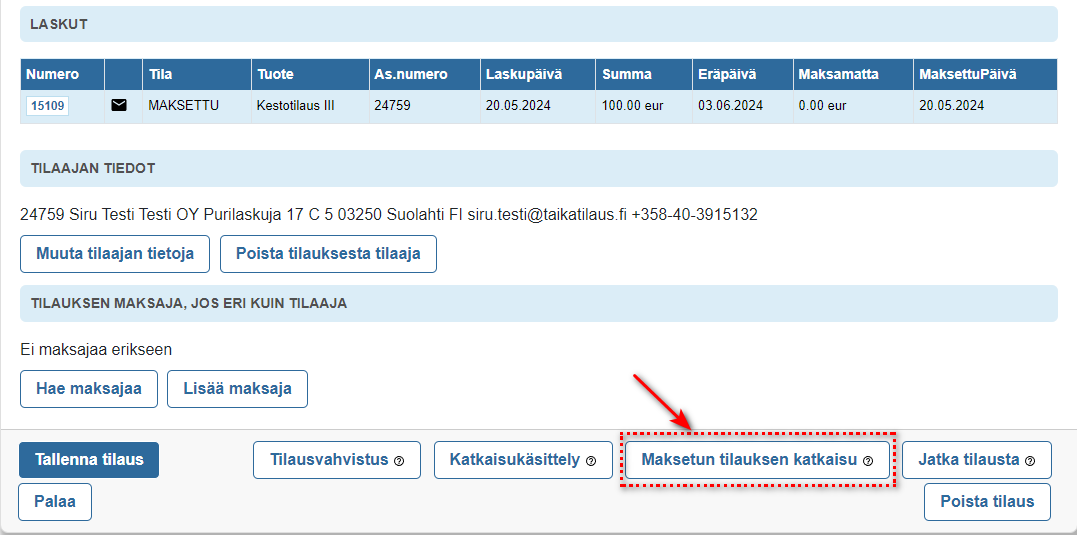 LASKUT
Numero Tila Tuote As.numero Laskupäivä Summa Eräpäivä Maksamatta MaksettuPäivä
15109 MAKSETTU Kestotilaus III 24759 20.05.2024 100.00 eur 03.06.2024 0.00 eur 20.05.2024
TILAAJAN TIEDOT
24759 Siru Testi Testi OY Purilaskuja 17 C 5 03250 Suolahti FI siru.testi@taikatilaus.fi +358-40-3915132
Muuta tilaajan tietoja Poista tilauksesta tilaaja
TILAUKSEN MAKSAJA, JOS ERI KUIN TILAAJA
Ei maksajaa erikseen
Hae maksajaa Lisää maksaja
Tallenna tilaus Tilausvahvistus ? Katkaisukäsittely ? Maksetun tilauksen katkaisu ? Jatka tilausta ?
Palaa Poista tilaus